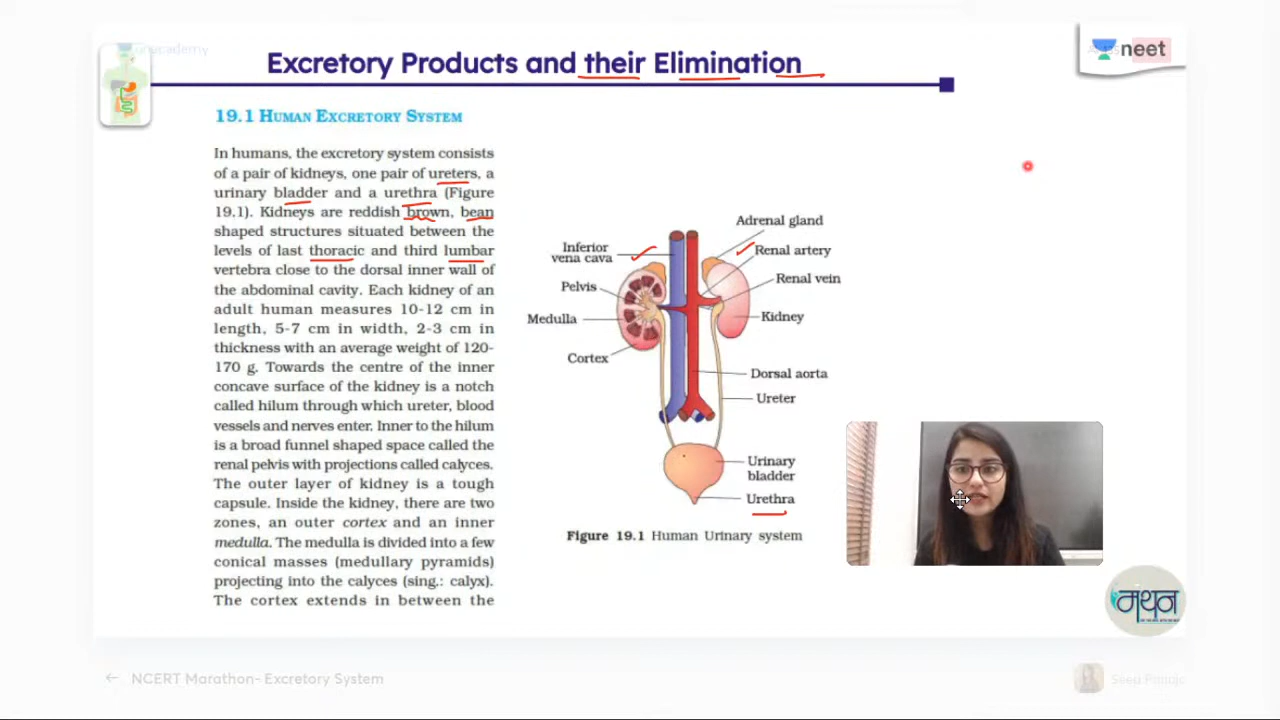 unacademy
Excretory Products and their Elimination
neet
19.1 HUMAN EXCRETORY SYSTEM
In humans, the excretory system consists
of a pair of kidneys, one pair of ureters, a
urinary bladder and a urethra (Figure
19.1). Kidneys are reddish brown, bean
shaped structures situated between the
levels of last thoracic and third lumbar
vertebra close to the dorsal inner wall of
the abdominal cavity. Each kidney of an
adult human measures 10-12 cm in
length, 5-7 cm in width, 2-3 cm in
thickness with an average weight of 120-
170 g. Towards the centre of the inner
concave surface of the kidney is a notch
called hilum through which ureter, blood
vessels and nerves enter. Inner to the hilum
is a broad funnel shaped space called the
renal pelvis with projections called calyces.
The outer layer of kidney is a tough
capsule. Inside the kidney, there are two
zones, an outer cortex and an inner
medulla. The medulla is divided into a few
conical masses (medullary pyramids)
projecting into the calyces (sing.: calyx).
The cortex extends in between the
Adrenal gland
Inferior
vena cava
Renal artery
Pelvis
Renal vein
Medulla
Kidney
Cortex
Dorsal aorta
Ureter
Urinary
bladder
Urethra
Figure 19.1 Human Urinary system
मंथन
NCERT Marathon- Excretory System